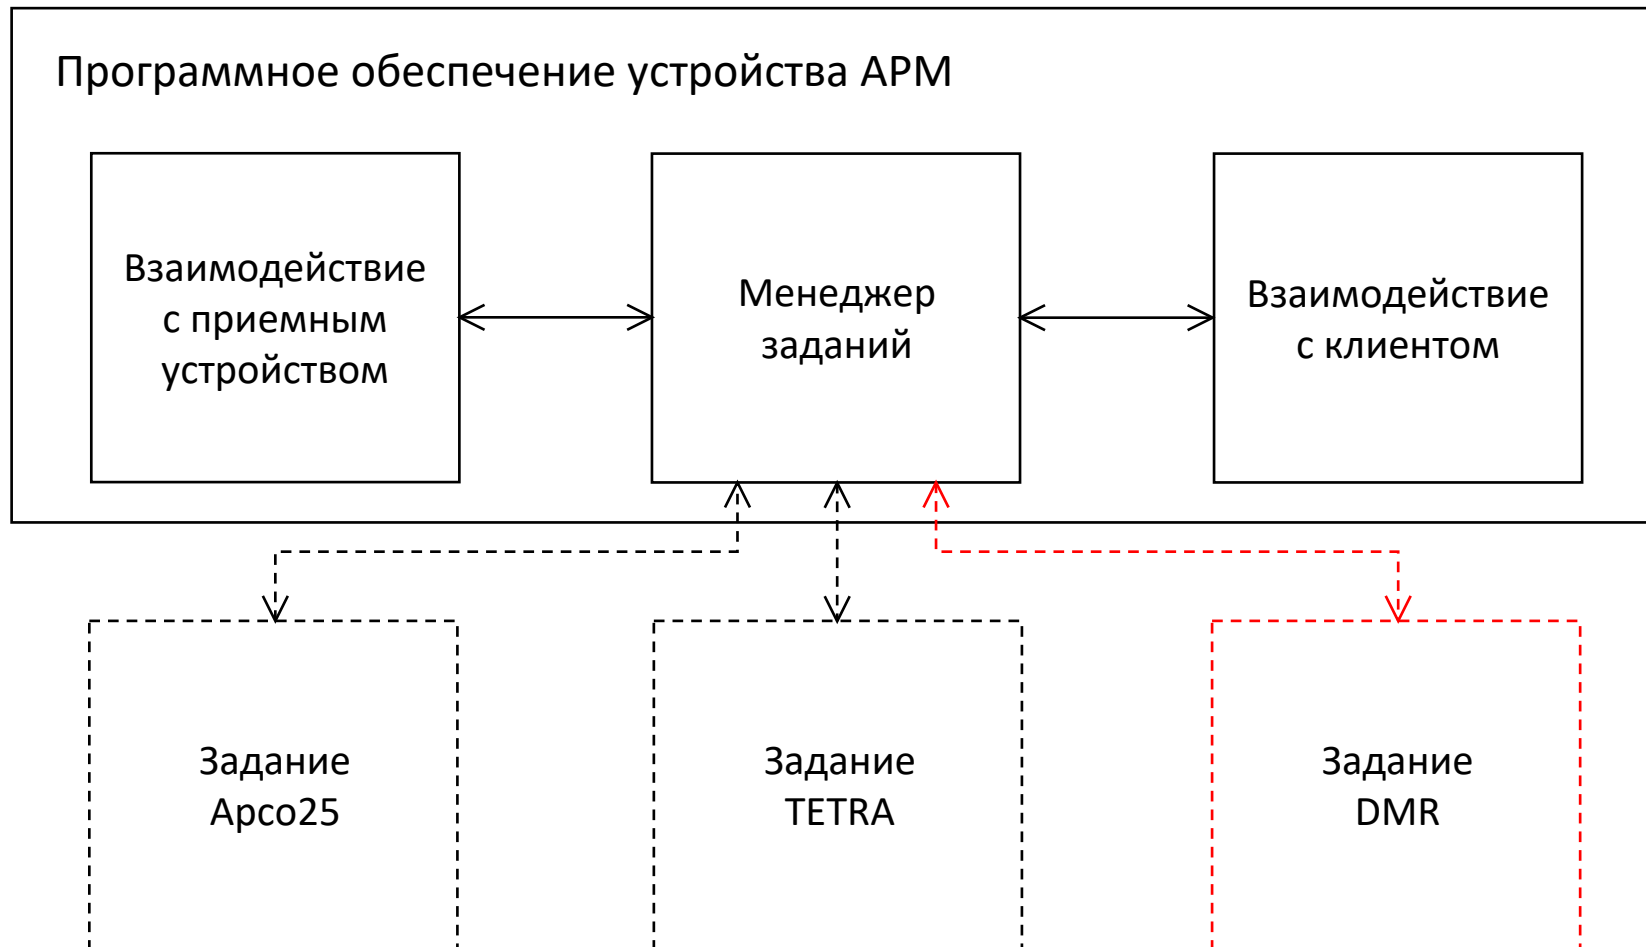 Программное обеспечение устройства АРМ
Взаимодействие
с приемным
устройством
Менеджер
заданий
Взаимодействие
с клиентом
Задание
Apco25
Задание
TETRA
Задание
DMR